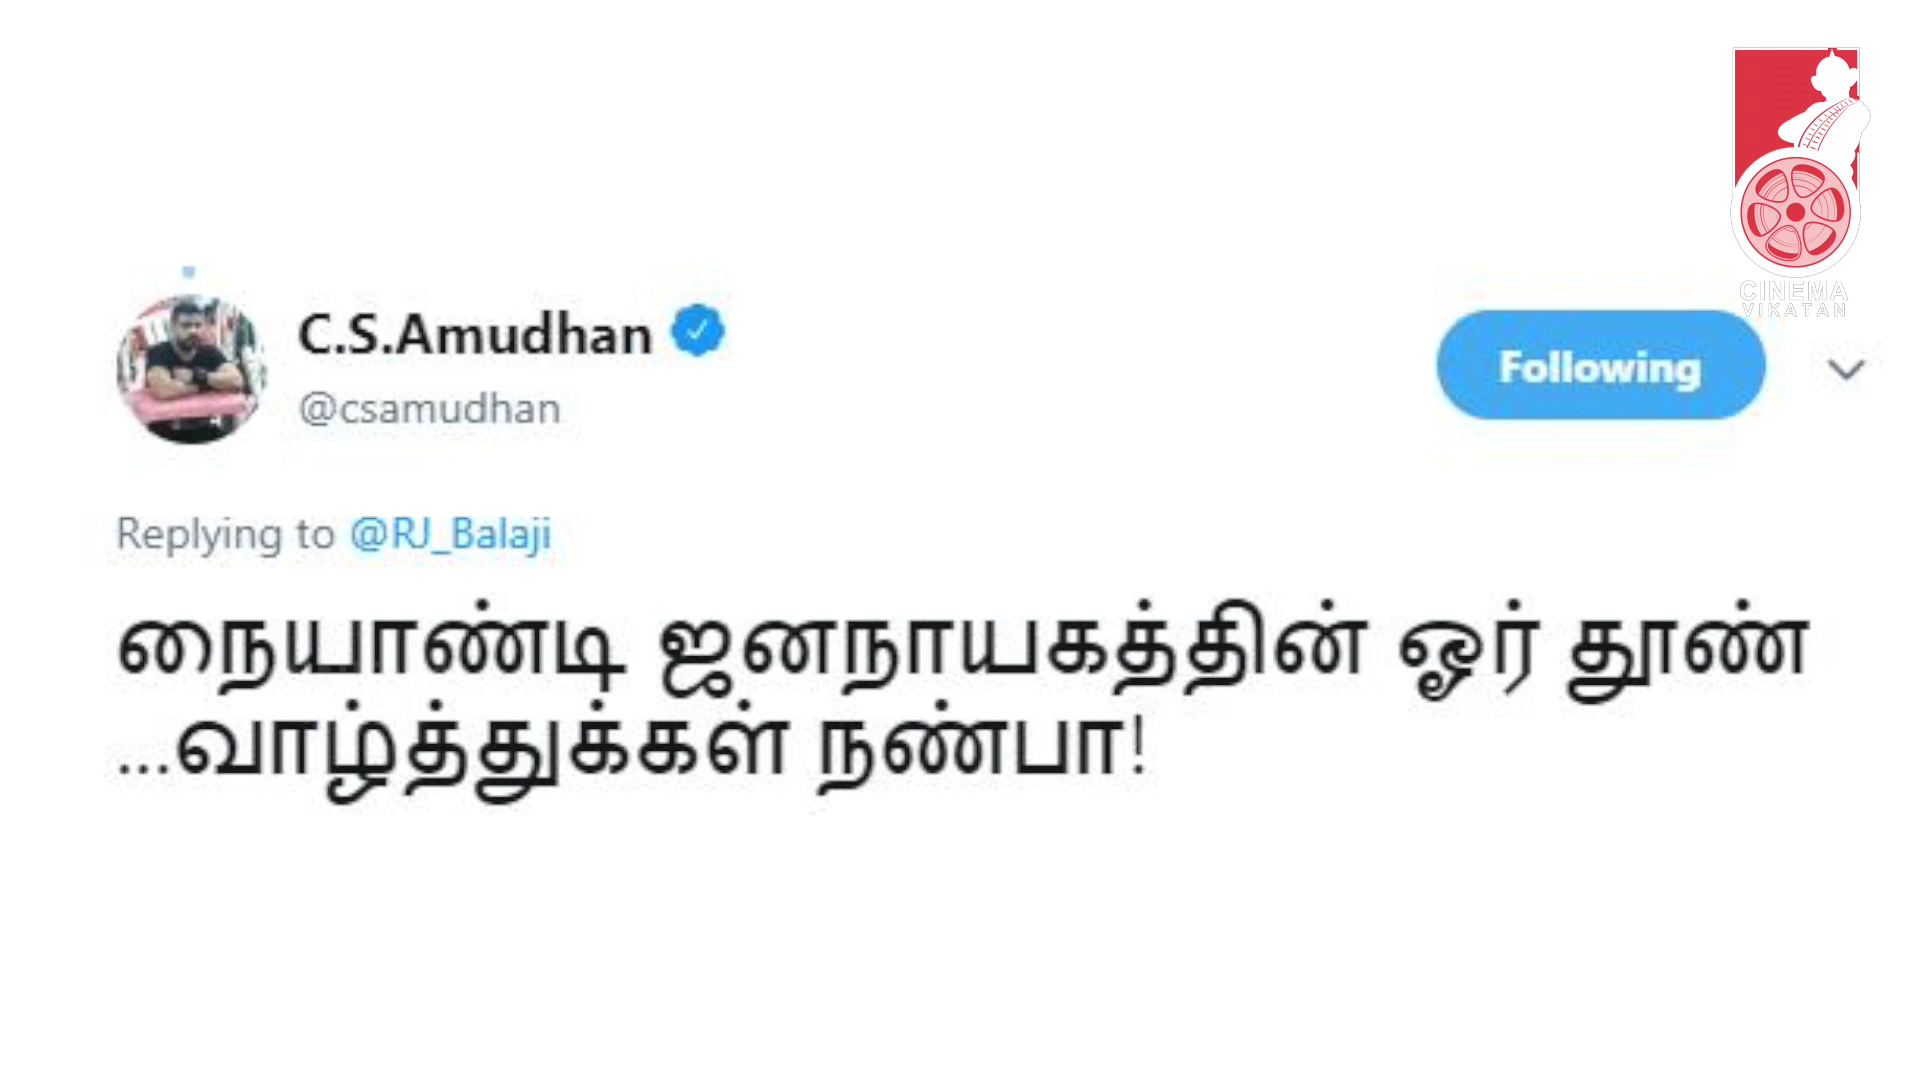 CINEMA
VIKATAN
C.S.Amudhan
@csamudhan
Following
Replying to @RJ_Balaji
நையாண்டி ஜனநாயகத்தின் ஓர் தூண்
...வாழ்த்துக்கள் நண்பா!